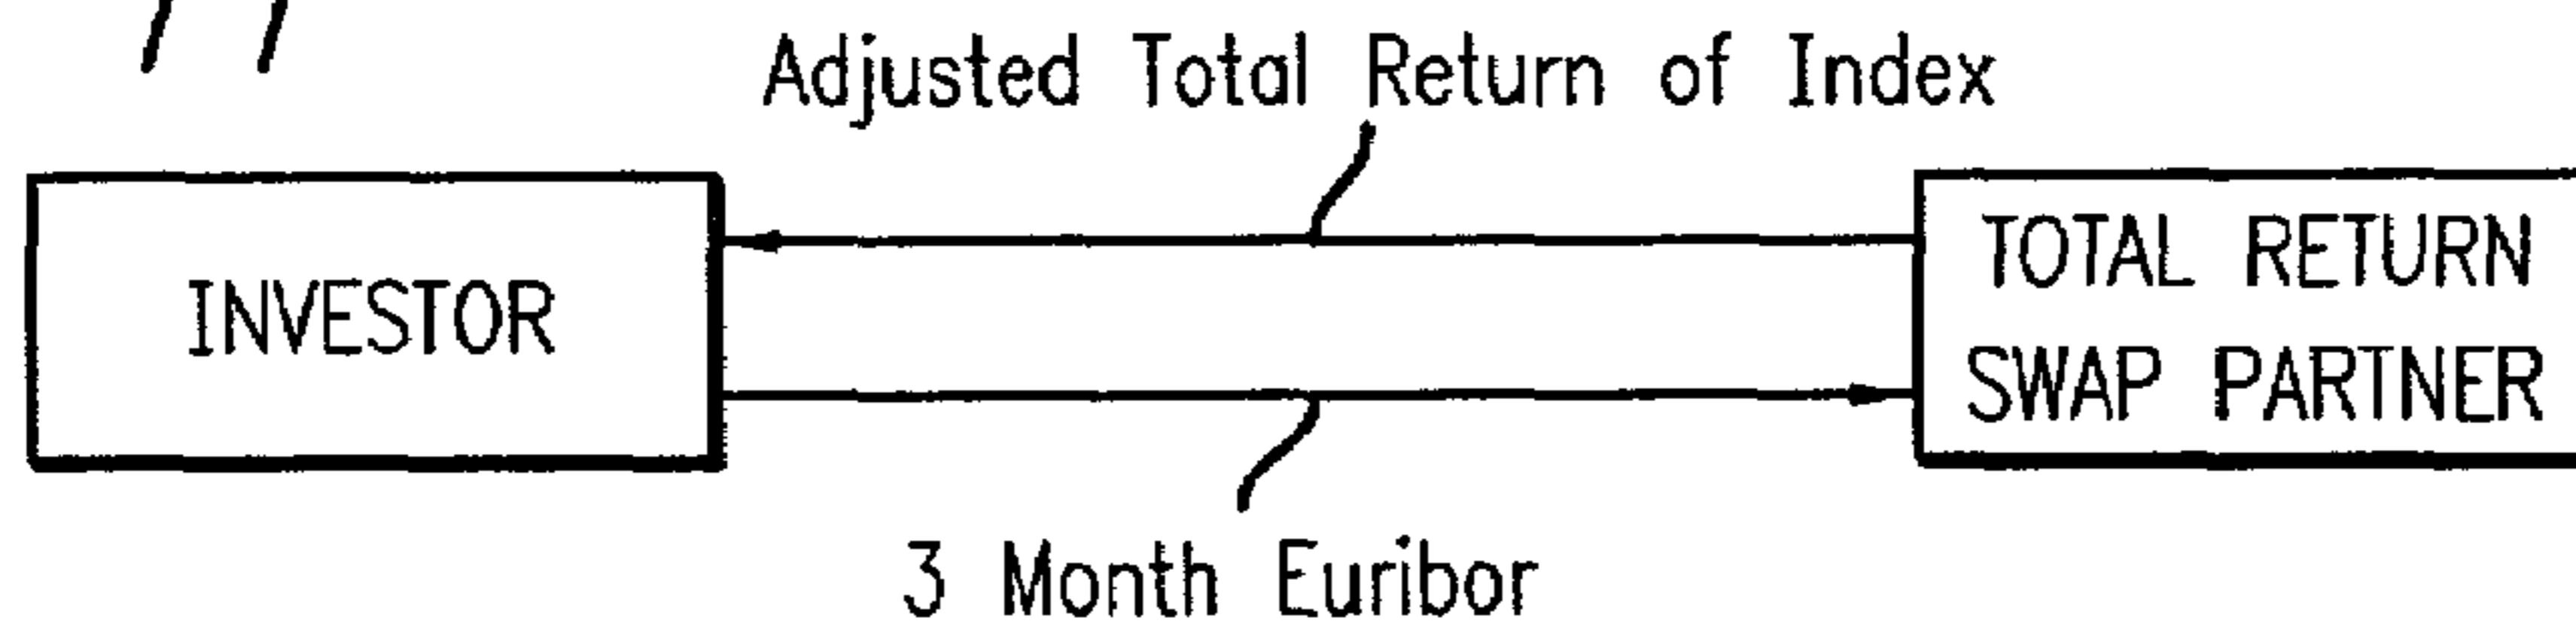 Adjusted Total Return of Index
INVESTOR
TOTAL RETURN
SWAP PARTNER
3 Month Euribor